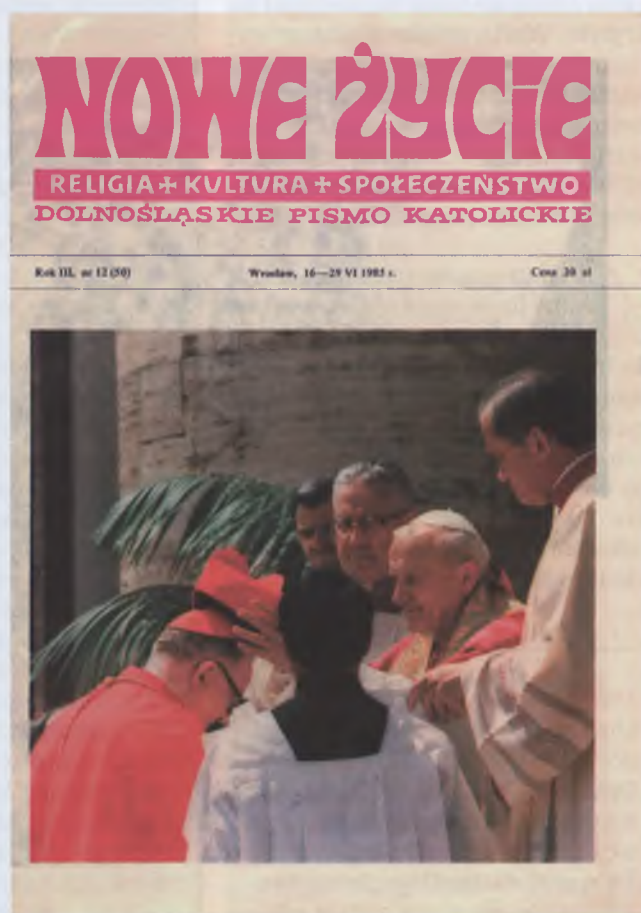 NOWE ŻYCIE
RELIGIA + KULTURA + SPOŁECZEŃSTWO
DOLNOŚLĄSKIE PISMO KATOLICKIE
Rok III, nr 12 (50) Wrocław, 16—29 VI 1985 r. Cena 20 zł